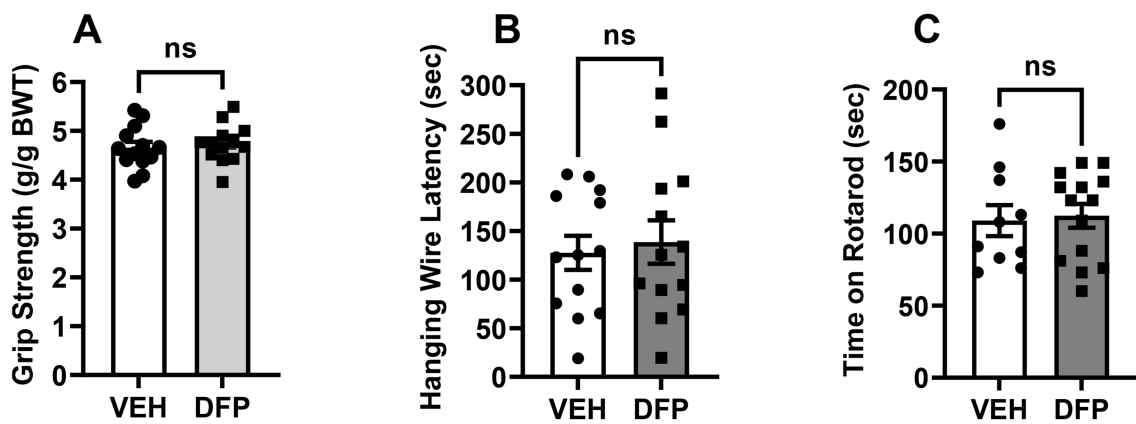 A
ns
Grip Strength (g/g BWT)
6
5
4
3
2
1
0
VEH DFP
B
ns
Hanging Wire Latency (sec)
300
250
200
150
100
50
0
VEH DFP
C
ns
Time on Rotarod (sec)
200
150
100
50
0
VEH DFP